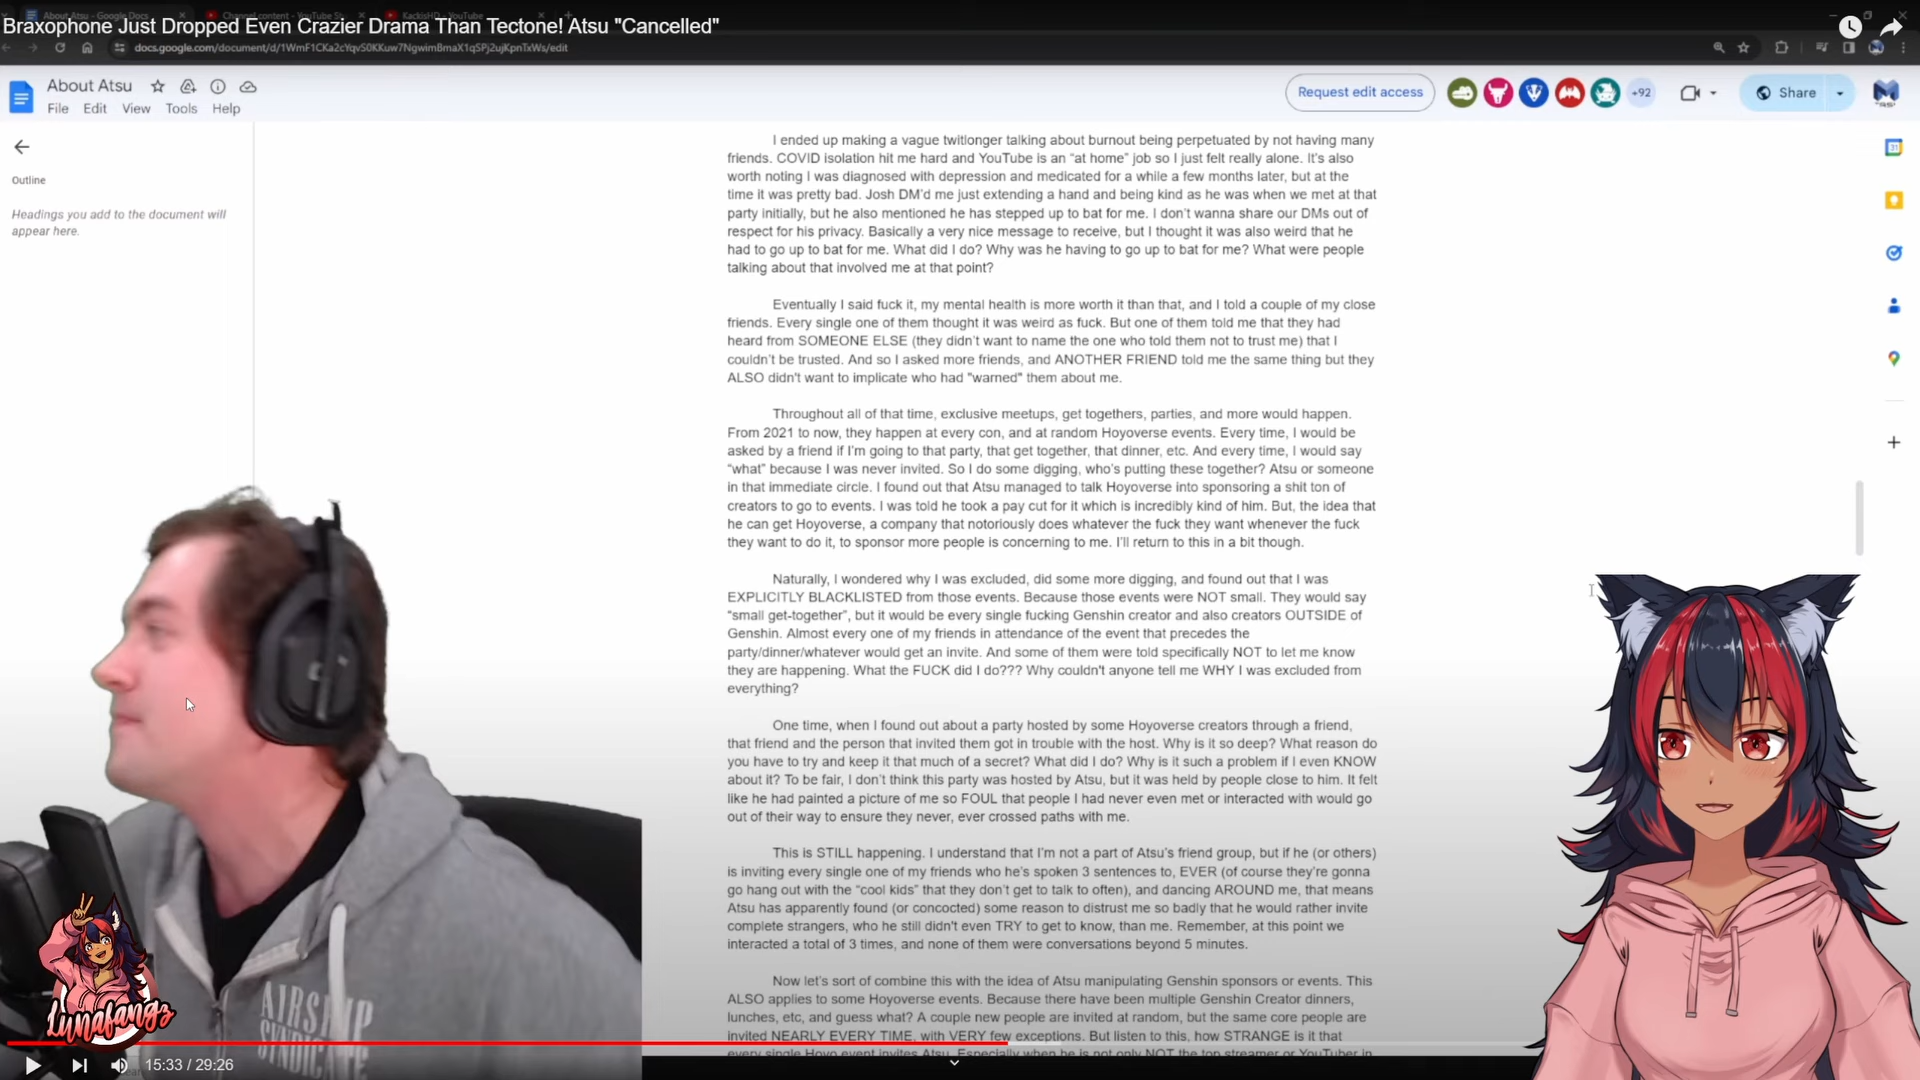 About Atsu - Google Docs
Channel content - YouTube St
KackisHD - YouTube
Braxophone Just Dropped Even Crazier Drama Than Tectone! Atsu "Cancelled"
About Atsu
File Edit View Tools Help
Request edit access
+92
Share
Outline
Headings you add to the document will
appear here.
I ended up making a vague twitlonger talking about burnout being perpetuated by not having many
friends. COVID isolation hit me hard and YouTube is an "at home" job so I just felt really alone. It's also
worth noting I was diagnosed with depression and medicated for a while a few months later, but at the
time it was pretty bad. Josh DM'd me just extending a hand and being kind as he was when we met at that
party initially, but he also mentioned he has stepped up to bat for me. I don't wanna share our DMs out of
respect for his privacy. Basically a very nice message to receive, but I thought it was also weird that he
had to go up to bat for me. What did I do? Why was he having to go up to bat for me? What were people
talking about that involved me at that point?
Eventually I said fuck it, my mental health is more worth it than that, and I told a couple of my close
friends. Every single one of them thought it was weird as fuck. But one of them told me that they had
heard from SOMEONE ELSE (they didn't want to name the one who told them not to trust me) that I
couldn't be trusted. And so I asked more friends, and ANOTHER FRIEND told me the same thing but they
ALSO didn't want to implicate who had "warned" them about me.
Throughout all of that time, exclusive meetups, get togethers, parties, and more would happen.
From 2021 to now, they happen at every con, and at random Hoyoverse events. Every time, I would be
asked by a friend if I'm going to that party, that get together, that dinner, etc. And every time, I would say
"what" because I was never invited. So I do some digging, who's putting these together? Atsu or someone
in that immediate circle. I found out that Atsu managed to talk Hoyoverse into sponsoring a shit ton of
creators to go to events. I was told he took a pay cut for it which is incredibly kind of him. But, the idea that
he can get Hoyoverse, a company that notoriously does whatever the fuck they want whenever the fuck
they want to do it, to sponsor more people is concerning to me. I'll return to this in a bit though.
Naturally, I wondered why I was excluded, did some more digging, and found out that I was
EXPLICITLY BLACKLISTED from those events. Because those events were NOT small. They would say
"small get-together", but it would be every single fucking Genshin creator and also creators OUTSIDE of
Genshin. Almost every one of my friends in attendance of the event that precedes the
party/dinner/whatever would get an invite. And some of them were told specifically NOT to let me know
they are happening. What the FUCK did I do??? Why couldn't anyone tell me WHY I was excluded from
everything?
One time, when I found out about a party hosted by some Hoyoverse creators through a friend,
that friend and the person that invited them got in trouble with the host. Why is it so deep? What reason do
you have to try and keep it that much of a secret? What did I do? Why is it such a problem if I even KNOW
about it? To be fair, I don't think this party was hosted by Atsu, but it was held by people close to him. It felt
like he had painted a picture of me so FOUL that people I had never even met or interacted with would go
out of their way to ensure they never, ever crossed paths with me.
This is STILL happening. I understand that I'm not a part of Atsu's friend group, but if he (or others)
is inviting every single one of my friends who he's spoken 3 sentences to, EVER (of course they're gonna
go hang out with the "cool kids" that they don't get to talk to often), and dancing AROUND me, that means
Atsu has apparently found (or concocted) some reason to distrust me so badly that he would rather invite
complete strangers, who he still didn't even TRY to get to know, than me. Remember, at this point we
interacted a total of 3 times, and none of them were conversations beyond 5 minutes.
Now let's sort of combine this with the idea of Atsu manipulating Genshin sponsors or events. This
ALSO applies to some Hoyoverse events. Because there have been multiple Genshin Creator dinners,
lunches, etc, and guess what? A couple new people are invited at random, but the same core people are
invited NEARLY EVERY TIME, with VERY few exceptions. But listen to this, how STRANGE is it that
every single Hoyo event invites Atsu. Especially when he is not only NOT the top streamer or YouTuber in
AIRSHIP
SYNDICATE
Lunafangz
15:33 / 29:26